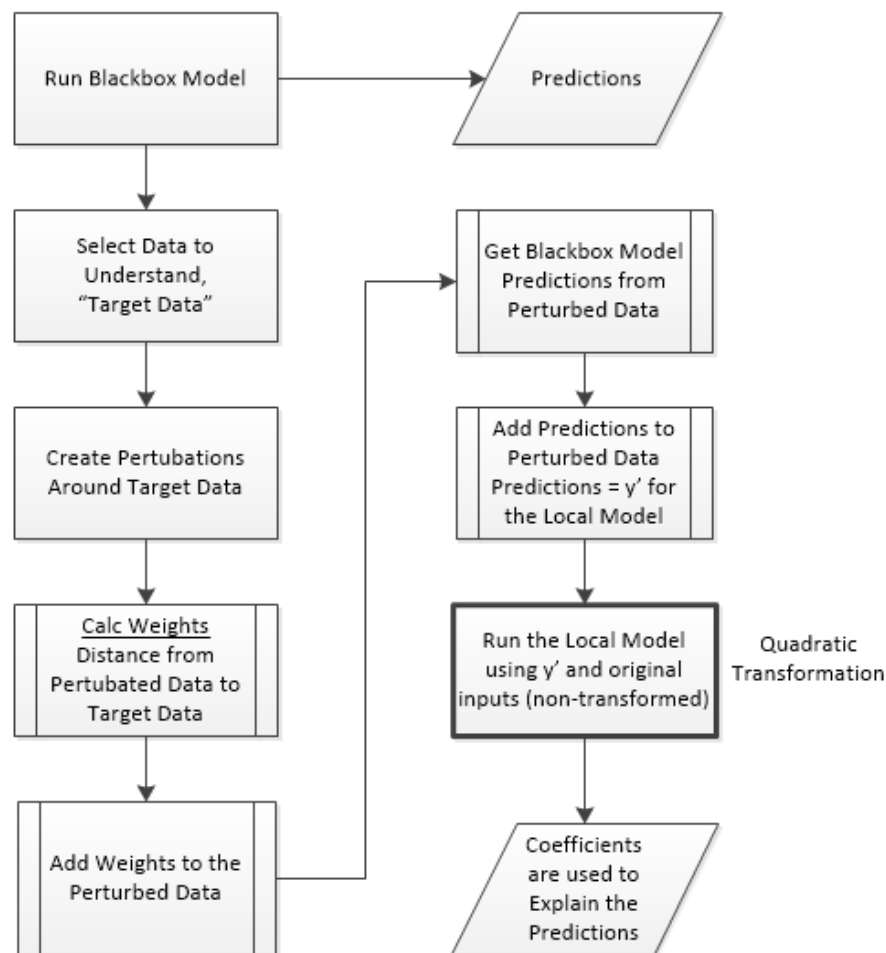 Run Blackbox Model
Predictions
Select Data to
Understand,
“Target Data”
Create Pertubations
Around Target Data
Calc Weights
Distance from
Pertubated Data to
Target Data
Add Weights to the
Perturbed Data
Get Blackbox Model
Predictions from
Perturbed Data
Add Predictions to
Perturbed Data
Predictions = y’ for
the Local Model
Run the Local Model
using y’ and original
inputs (non-transformed)
Quadratic
Transformation
Coefficients
are used to
Explain the
Predictions